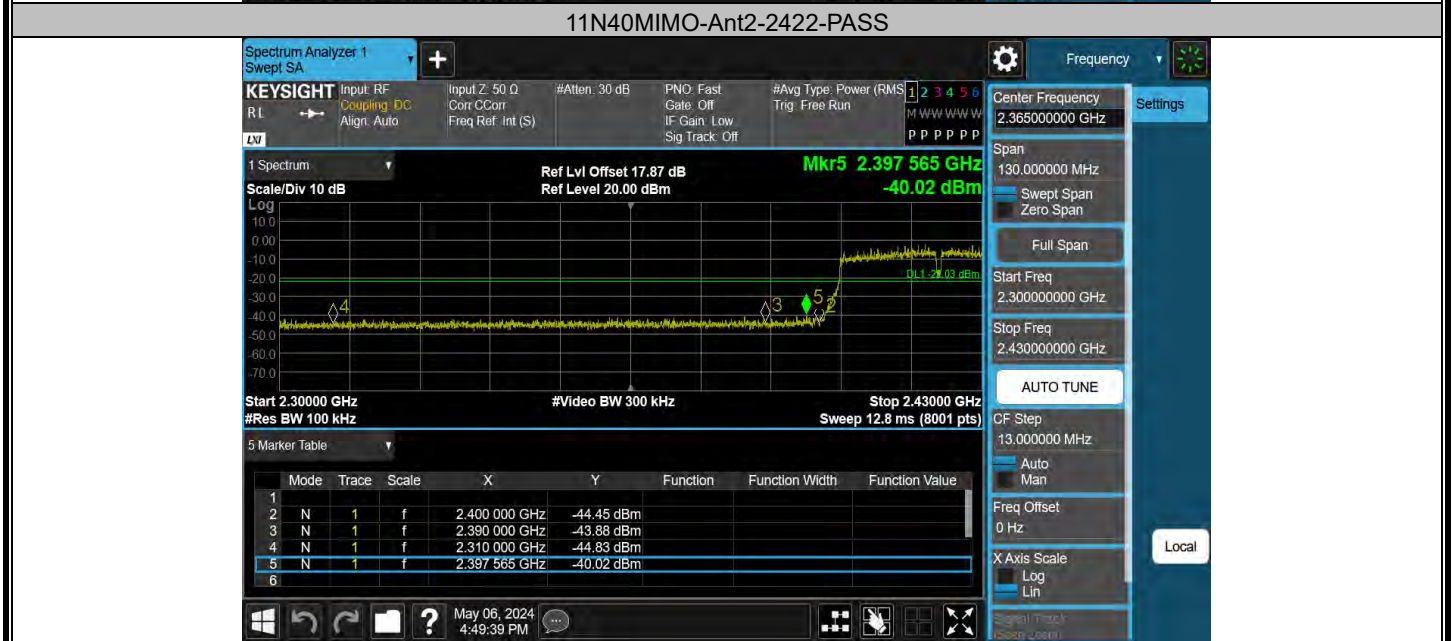 11N40MIMO-Ant2-2422-PASS
Spectrum Analyzer 1
Swept SA
+
Frequency
KEYSIGHT
RL
LXI
Input: RF
Coupling: DC
Align: Auto
Input Z: 50 Ω
Corr CCorr
Freq Ref: Int (S)
#Atten: 30 dB
PNO: Fast
Gate: Off
IF Gain: Low
Sig Track: Off
#Avg Type: Power (RMS
Trig: Free Run
1 2 3 4 5 6
M W W W W W
P P P P P P
1 Spectrum
Scale/Div 10 dB
Ref Lvl Offset 17.87 dB
Ref Level 20.00 dBm
Mkr5 2.397 565 GHz
-40.02 dBm
Log
10.0
0.00
-10.0
-20.0
-30.0
-40.0
-50.0
-60.0
-70.0
4
3
5
2
Start 2.30000 GHz
#Video BW 300 kHz
Stop 2.43000 GHz
#Res BW 100 kHz
Sweep 12.8 ms (8001 pts)
5 Marker Table
Mode Trace Scale X Y Function Function Width Function Value
1
2 N 1 f 2.400 000 GHz -44.45 dBm
3 N 1 f 2.390 000 GHz -43.88 dBm
4 N 1 f 2.310 000 GHz -44.83 dBm
5 N 1 f 2.397 565 GHz -40.02 dBm
6
Center Frequency
2.365000000 GHz
Settings
Span
130.000000 MHz
Swept Span
Zero Span
Full Span
Start Freq
2.300000000 GHz
Stop Freq
2.430000000 GHz
AUTO TUNE
CF Step
13.000000 MHz
Auto
Man
Freq Offset
0 Hz
X Axis Scale
Log
Lin
Local
?
May 06, 2024
4:49:39 PM